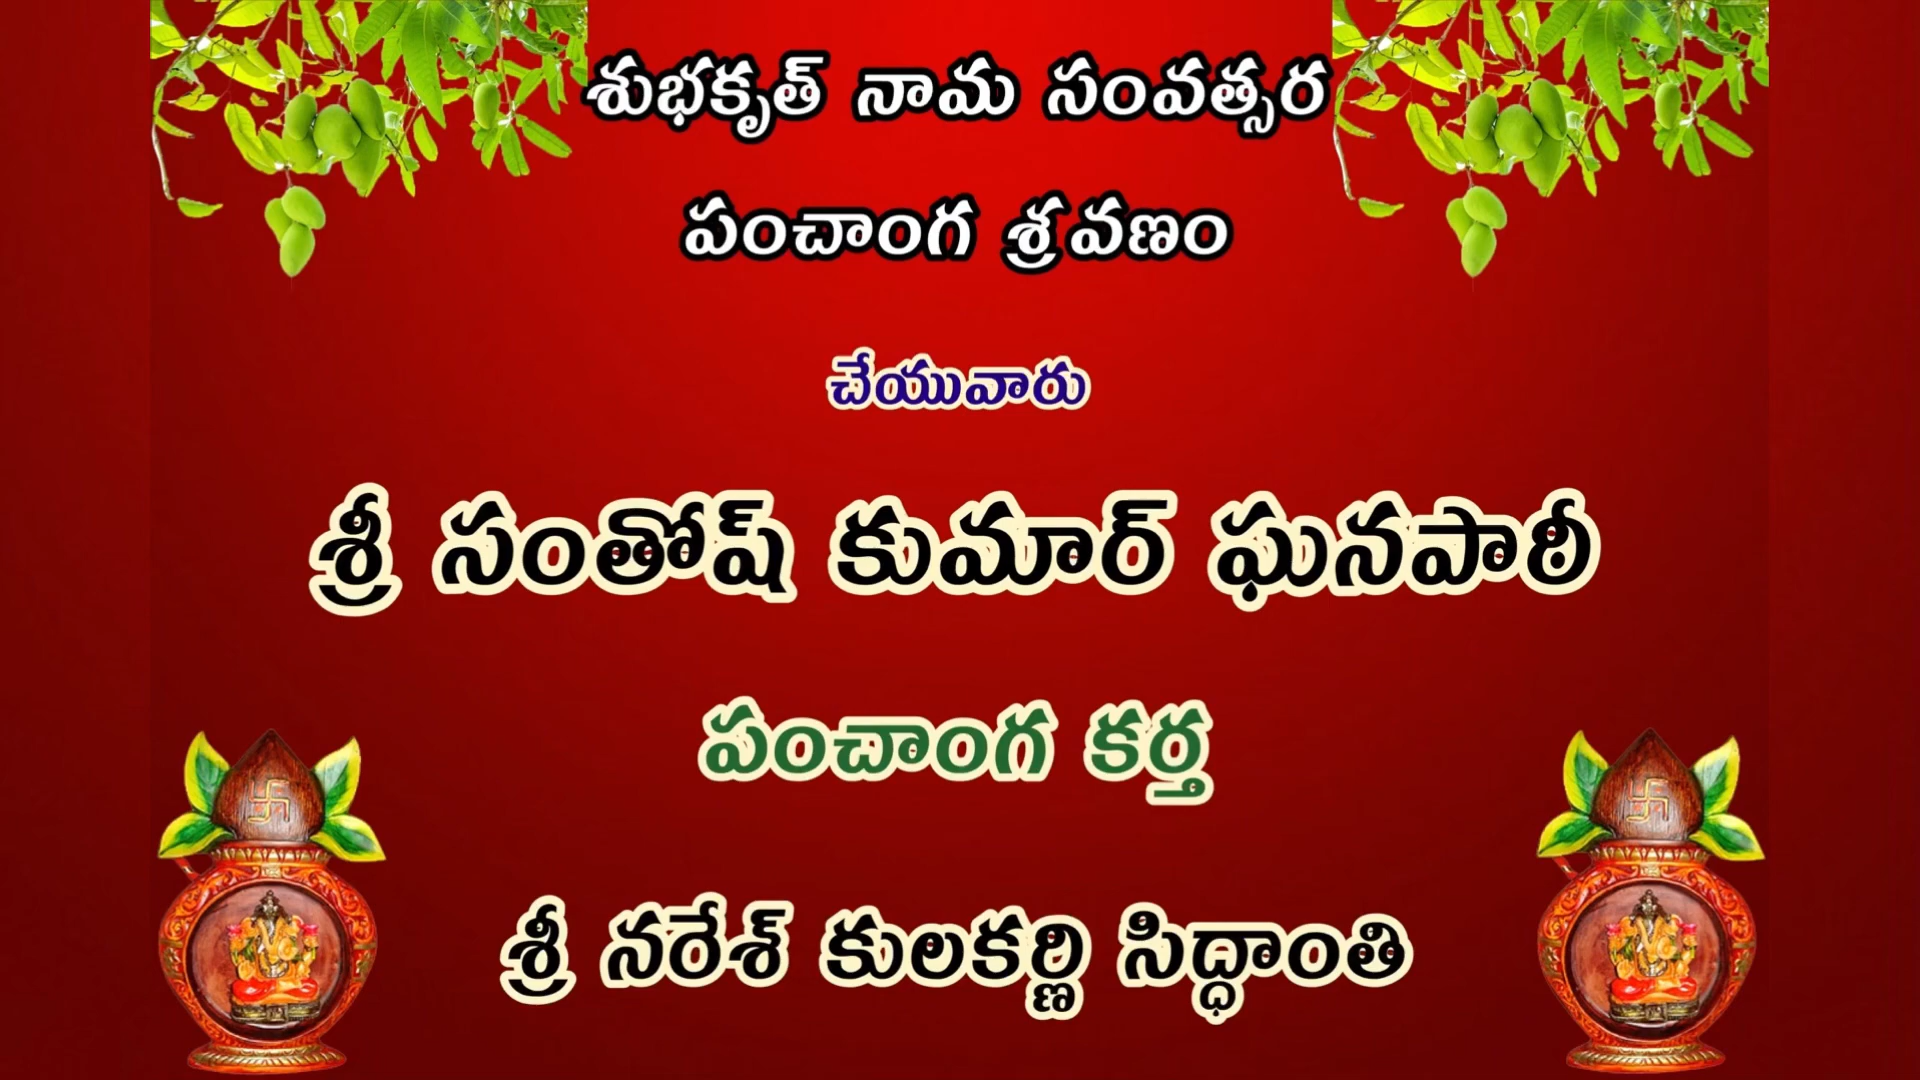 శుభకృత్ నామ సంవత్సర
పంచాంగ శ్రవణం
చేయువారు
శ్రీ సంతోష్ కుమార్ ఘనపాఠీ
పంచాంగ కర్త
శ్రీ నరేశ్ కులకర్ణి సిద్ధాంతి